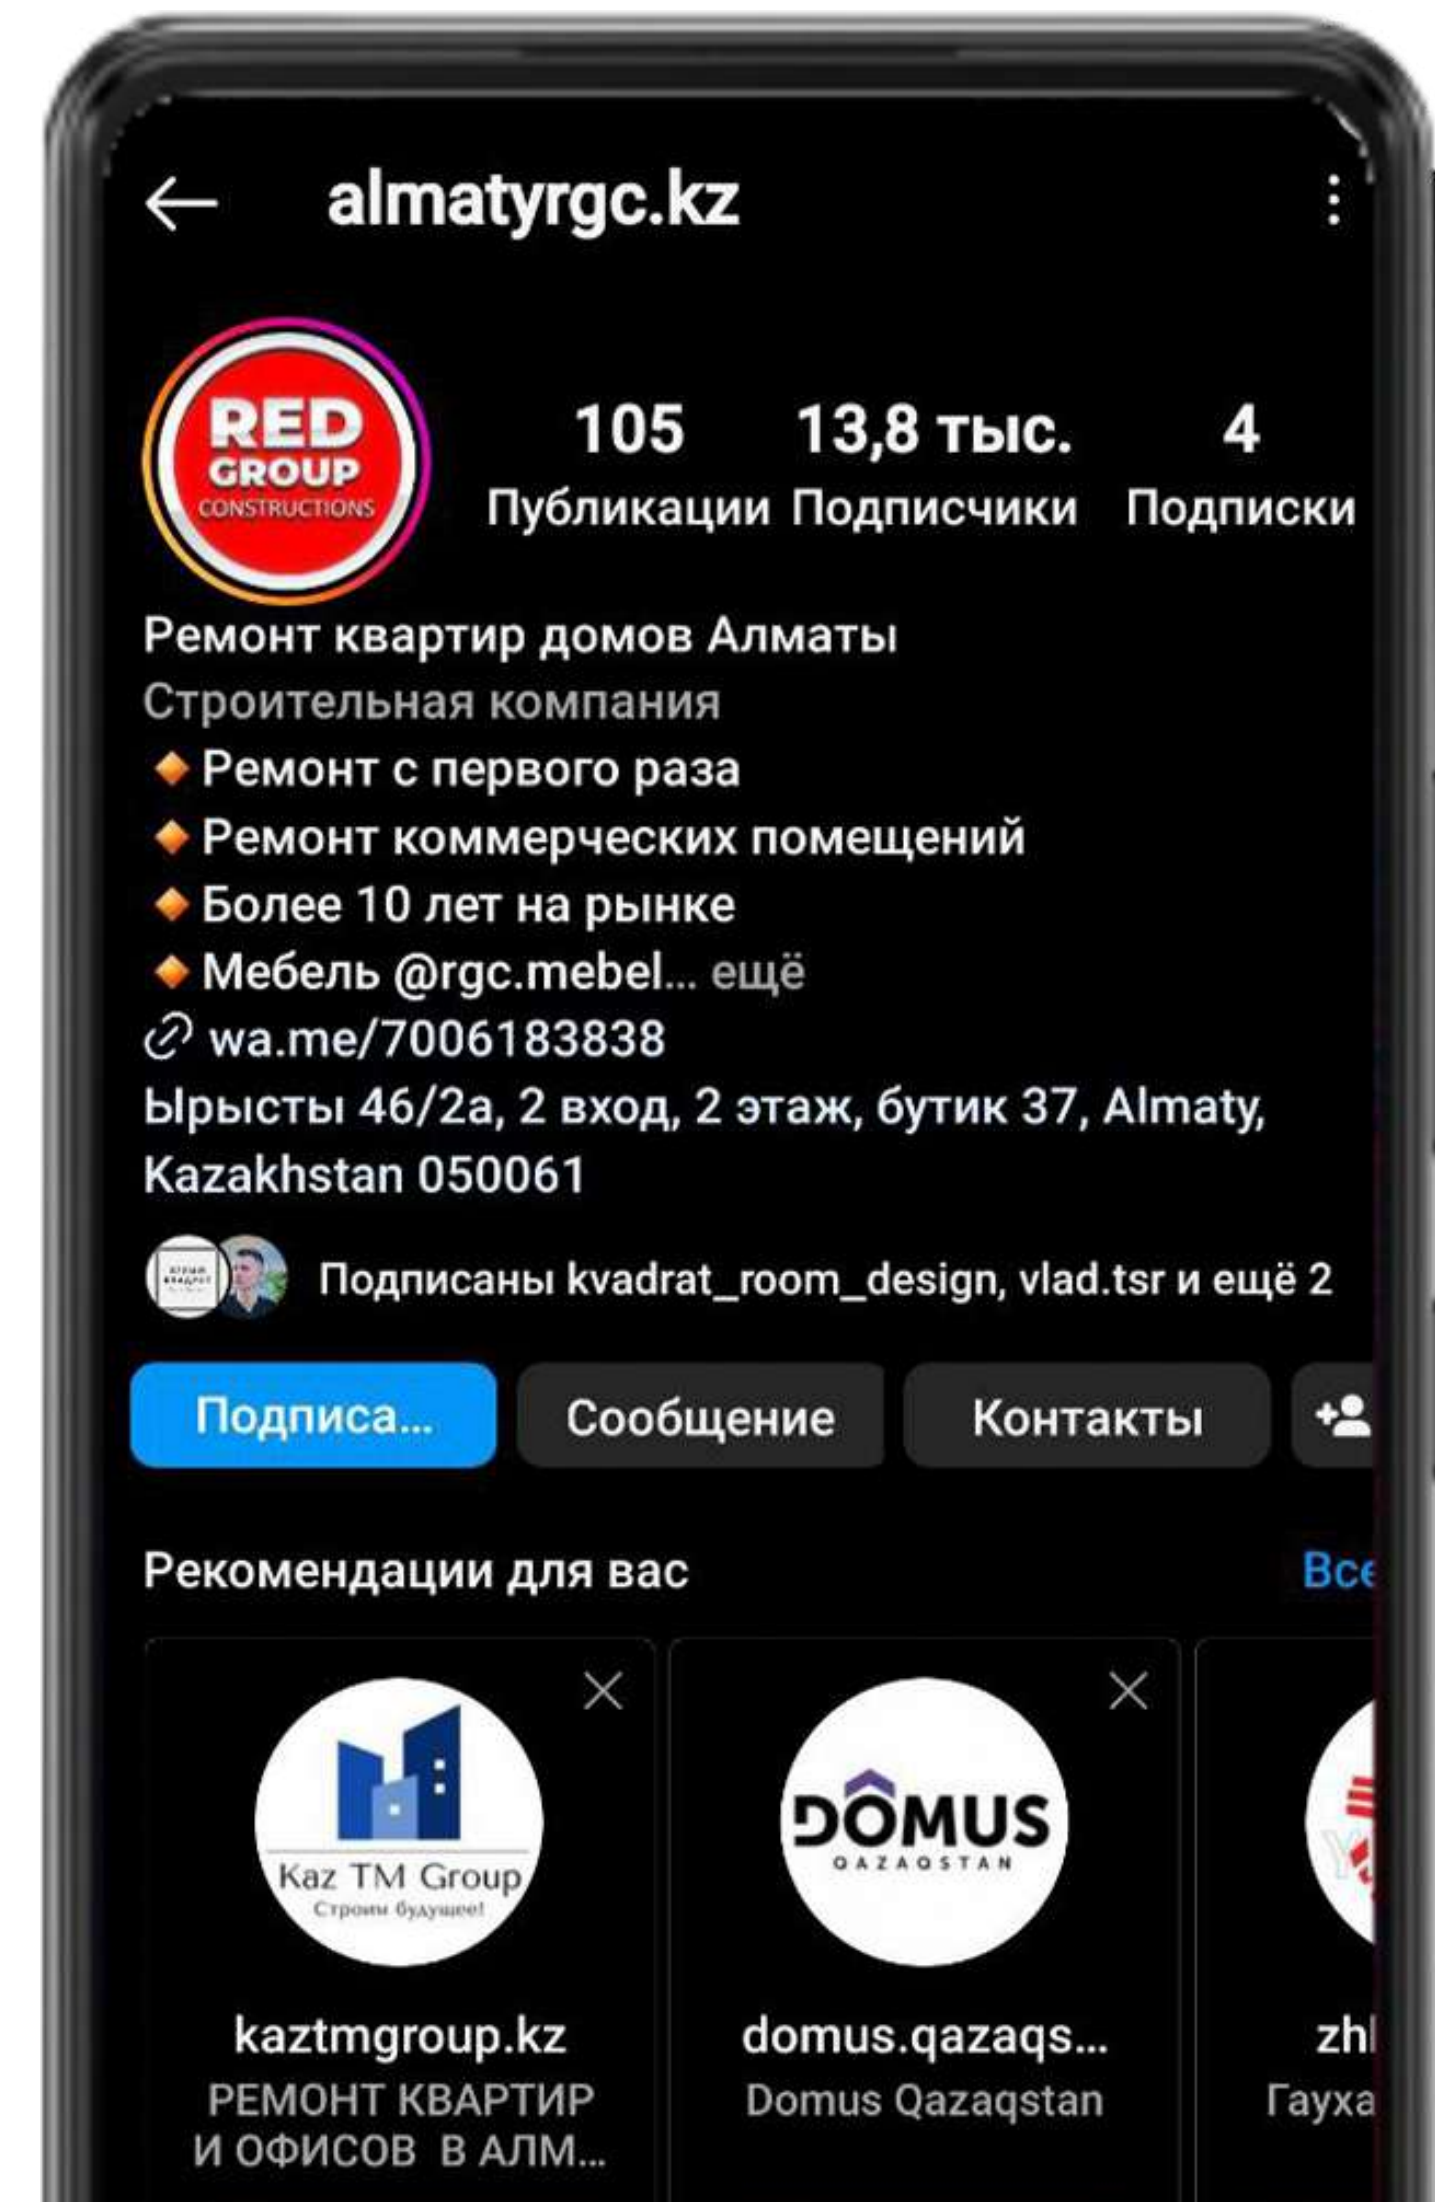 almatyrgc.kz
RED
GROUP
CONSTRUCTIONS
105 13,8 тыс. 4
Публикации Подписчики Подписки
Ремонт квартир домов Алматы
Строительная компания
🔸Ремонт с первого раза
🔸Ремонт коммерческих помещений
🔸Более 10 лет на рынке
🔸Мебель @rgc.mebel... ещё
wa.me/7006183838
Ырысты 46/2а, 2 вход, 2 этаж, бутик 37, Almaty,
Kazakhstan 050061
Подписаны kvadrat_room_design, vlad.tsr и ещё 2
Подписа... Сообщение Контакты
Рекомендации для вас Все
Kaz TM Group
Строим будущее!
DÔMUS
QAZAQSTAN
kaztmgroup.kz domus.qazaqs... zhl
РЕМОНТ КВАРТИР Domus Qazaqstan Гауха
И ОФИСОВ В АЛМ...